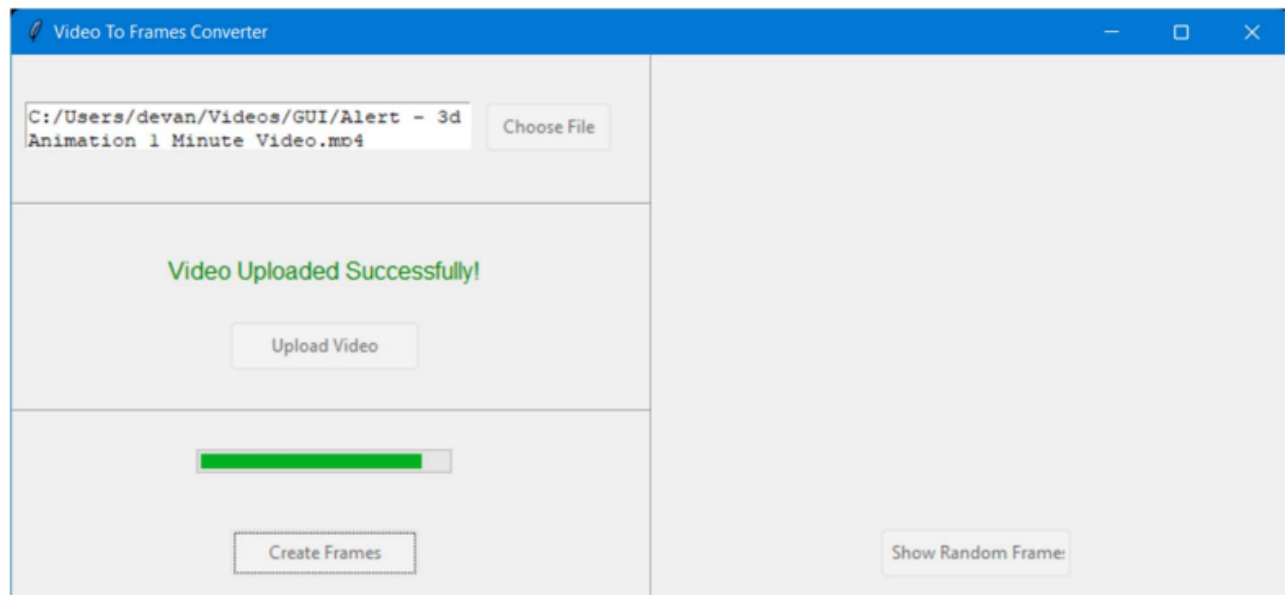 Video To Frames Converter
C:/Users/devan/Videos/GUI/Alert - 3d
Animation 1 Minute Video.mp4
Choose File
Video Uploaded Successfully!
Upload Video
Create Frames
Show Random Frame